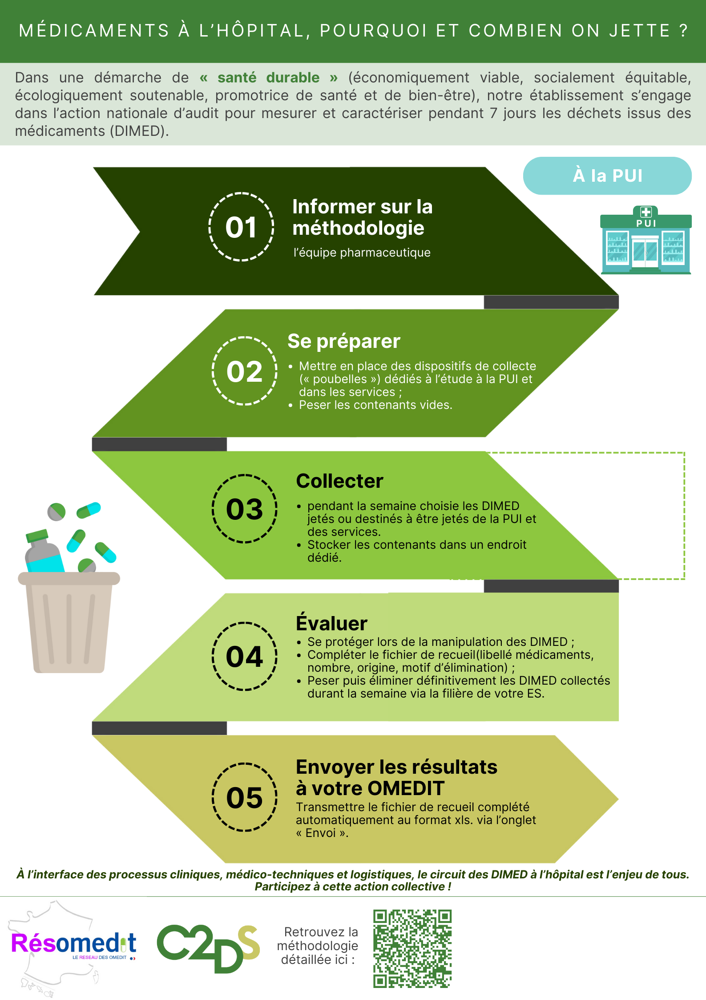 MÉDICAMENTS À L’HÔPITAL, POURQUOI ET COMBIEN ON JETTE ?
Dans une démarche de « santé durable » (économiquement viable, socialement équitable,
écologiquement soutenable, promotrice de santé et de bien-être), notre établissement s’engage
dans l’action nationale d’audit pour mesurer et caractériser pendant 7 jours les déchets issus des
médicaments (DIMED).
À la PUI
PUI
01
Informer sur la
méthodologie
l’équipe pharmaceutique
02
Se préparer
• Mettre en place des dispositifs de collecte
(« poubelles ») dédiés à l’étude à la PUI et
dans les services ;
• Peser les contenants vides.
03
Collecter
• pendant la semaine choisie les DIMED
jetés ou destinés à être jetés de la PUI et
des services.
• Stocker les contenants dans un endroit
dédié.
04
Évaluer
• Se protéger lors de la manipulation des DIMED ;
• Compléter le fichier de recueil(libellé médicaments,
nombre, origine, motif d’élimination) ;
• Peser puis éliminer définitivement les DIMED collectés
durant la semaine via la filière de votre ES.
05
Envoyer les résultats
à votre OMEDIT
Transmettre le fichier de recueil complété
automatiquement au format xls. via l’onglet
« Envoi ».
À l’interface des processus cliniques, médico-techniques et logistiques, le circuit des DIMED à l’hôpital est l’enjeu de tous.
Participez à cette action collective !
Résomedit
LE RESEAU DES OMEDIT
C2DS
Retrouvez la
méthodologie
détaillée ici :